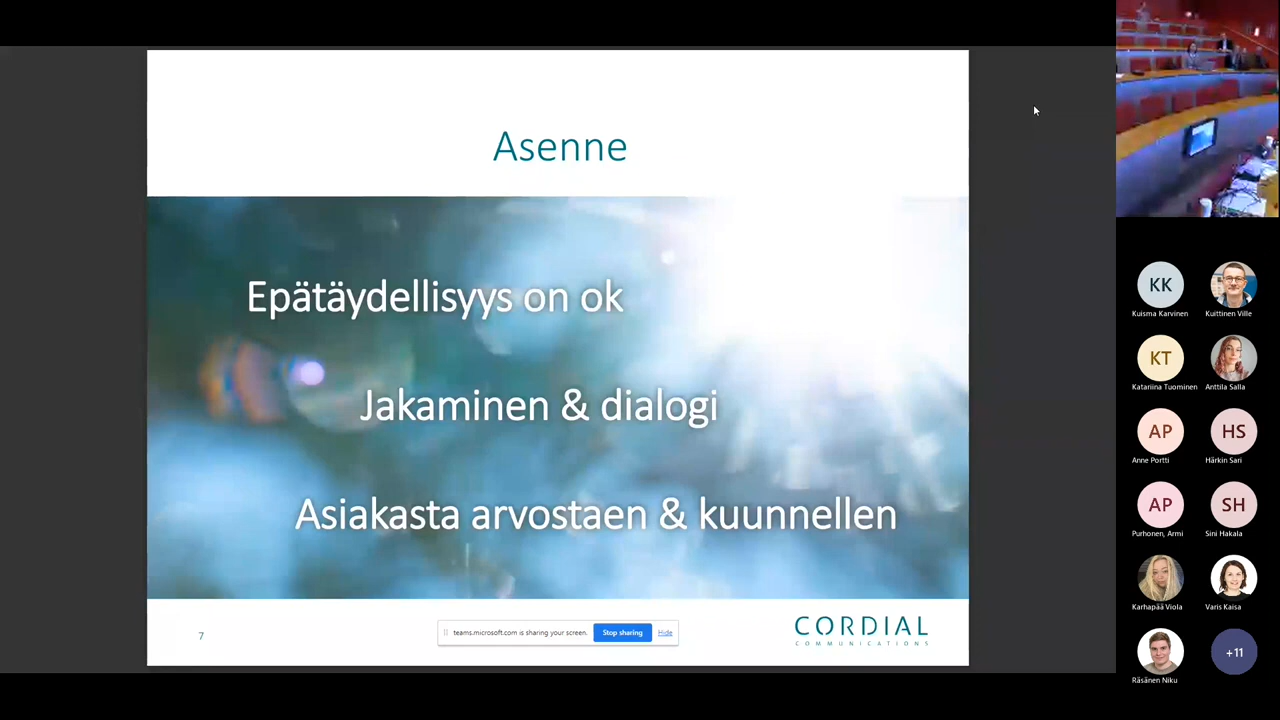 Asenne
Epätäydellisyys on ok
Jakaminen & dialogi
Asiakasta arvostaen & kuunnellen
7
teams.microsoft.com is sharing your screen.
Stop sharing
Hide
CORDIAL
COMMUNICATIONS
KK
Kuisma Karvinen
Kuittinen Ville
KT
Katariina Tuominen
Anttila Salla
AP
Anne Portti
HS
Härkin Sari
AP
Purhonen, Armi
SH
Sini Hakala
Karhapää Viola
Varis Kaisa
Räsänen Niku
+11